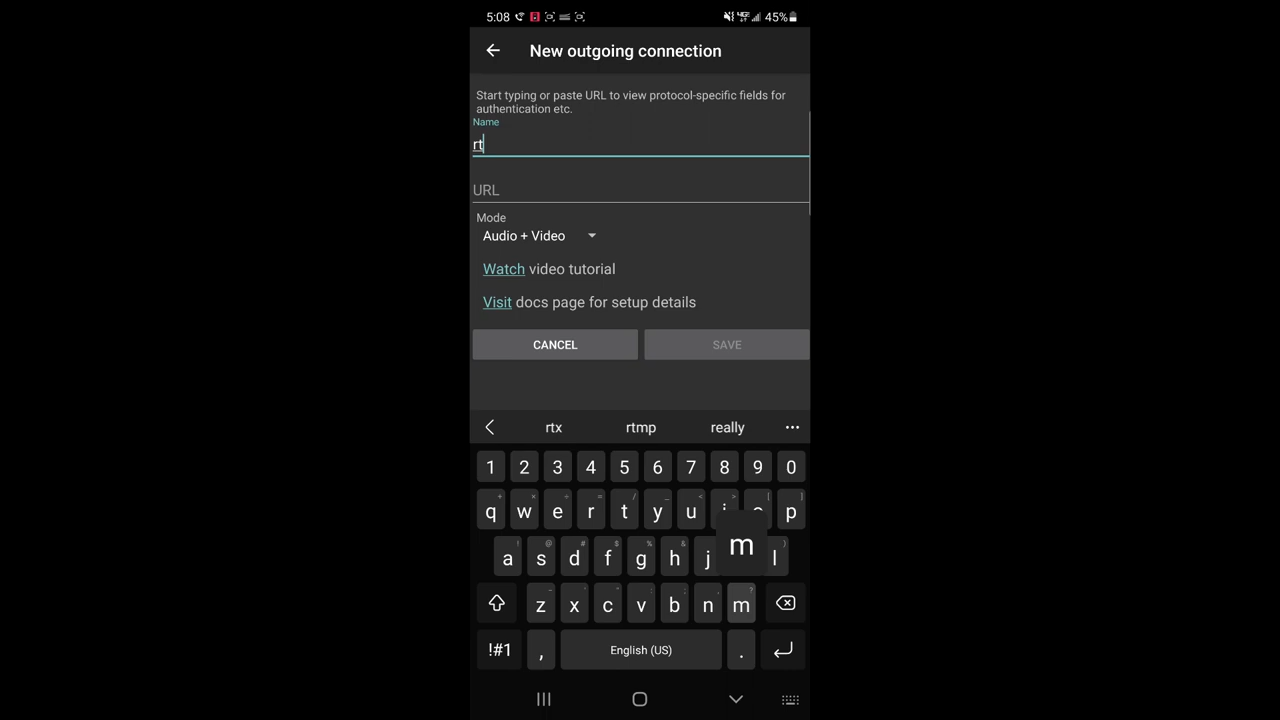 5:08 45%
New outgoing connection
Start typing or paste URL to view protocol-specific fields for
authentication etc.
Name
rt
URL
Mode
Audio + Video
Watch video tutorial
Visit docs page for setup details
CANCEL SAVE
rtx rtmp really
1 2 3 4 5 6 7 8 9 0
q w e r t y u i o p
a s d f g h j l
m
z x c v b n m
!#1 , English (US) .